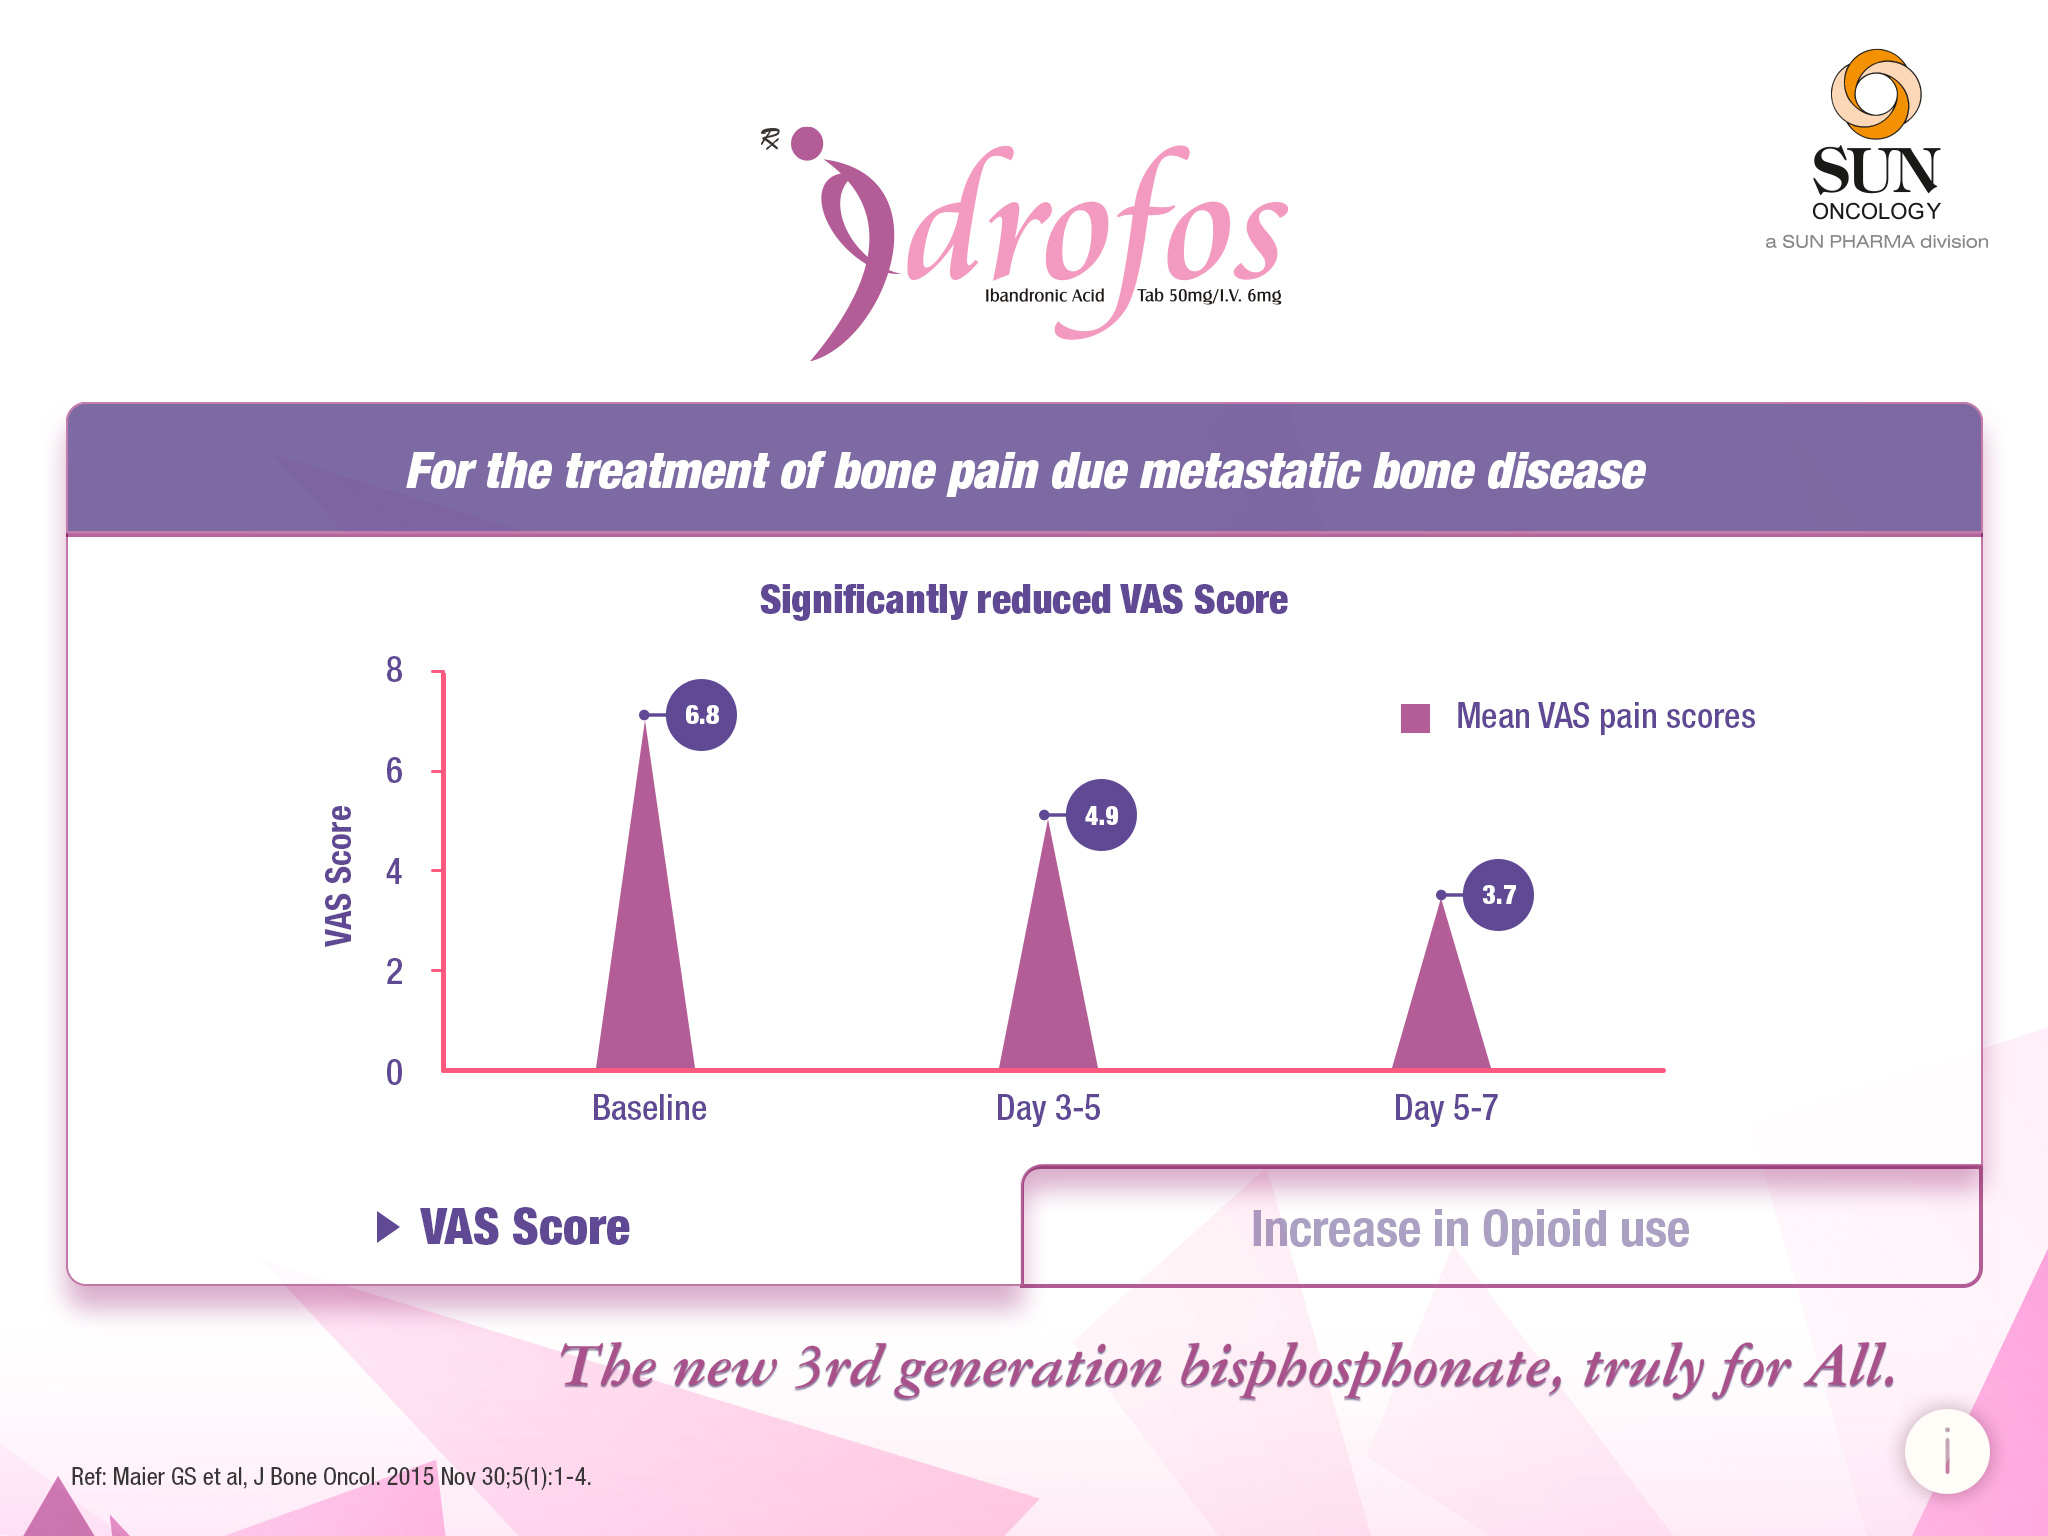 ℞
Idrofos
Ibandronic Acid Tab 50mg/I.V. 6mg
SUN
ONCOLOGY
a SUN PHARMA division
For the treatment of bone pain due metastatic bone disease
Significantly reduced VAS Score
8
6
4
2
0
VAS Score
6.8
4.9
3.7
Mean VAS pain scores
Baseline
Day 3-5
Day 5-7
VAS Score
Increase in Opioid use
The new 3rd generation bisphosphonate, truly for All.
i
Ref: Maier GS et al, J Bone Oncol. 2015 Nov 30;5(1):1-4.